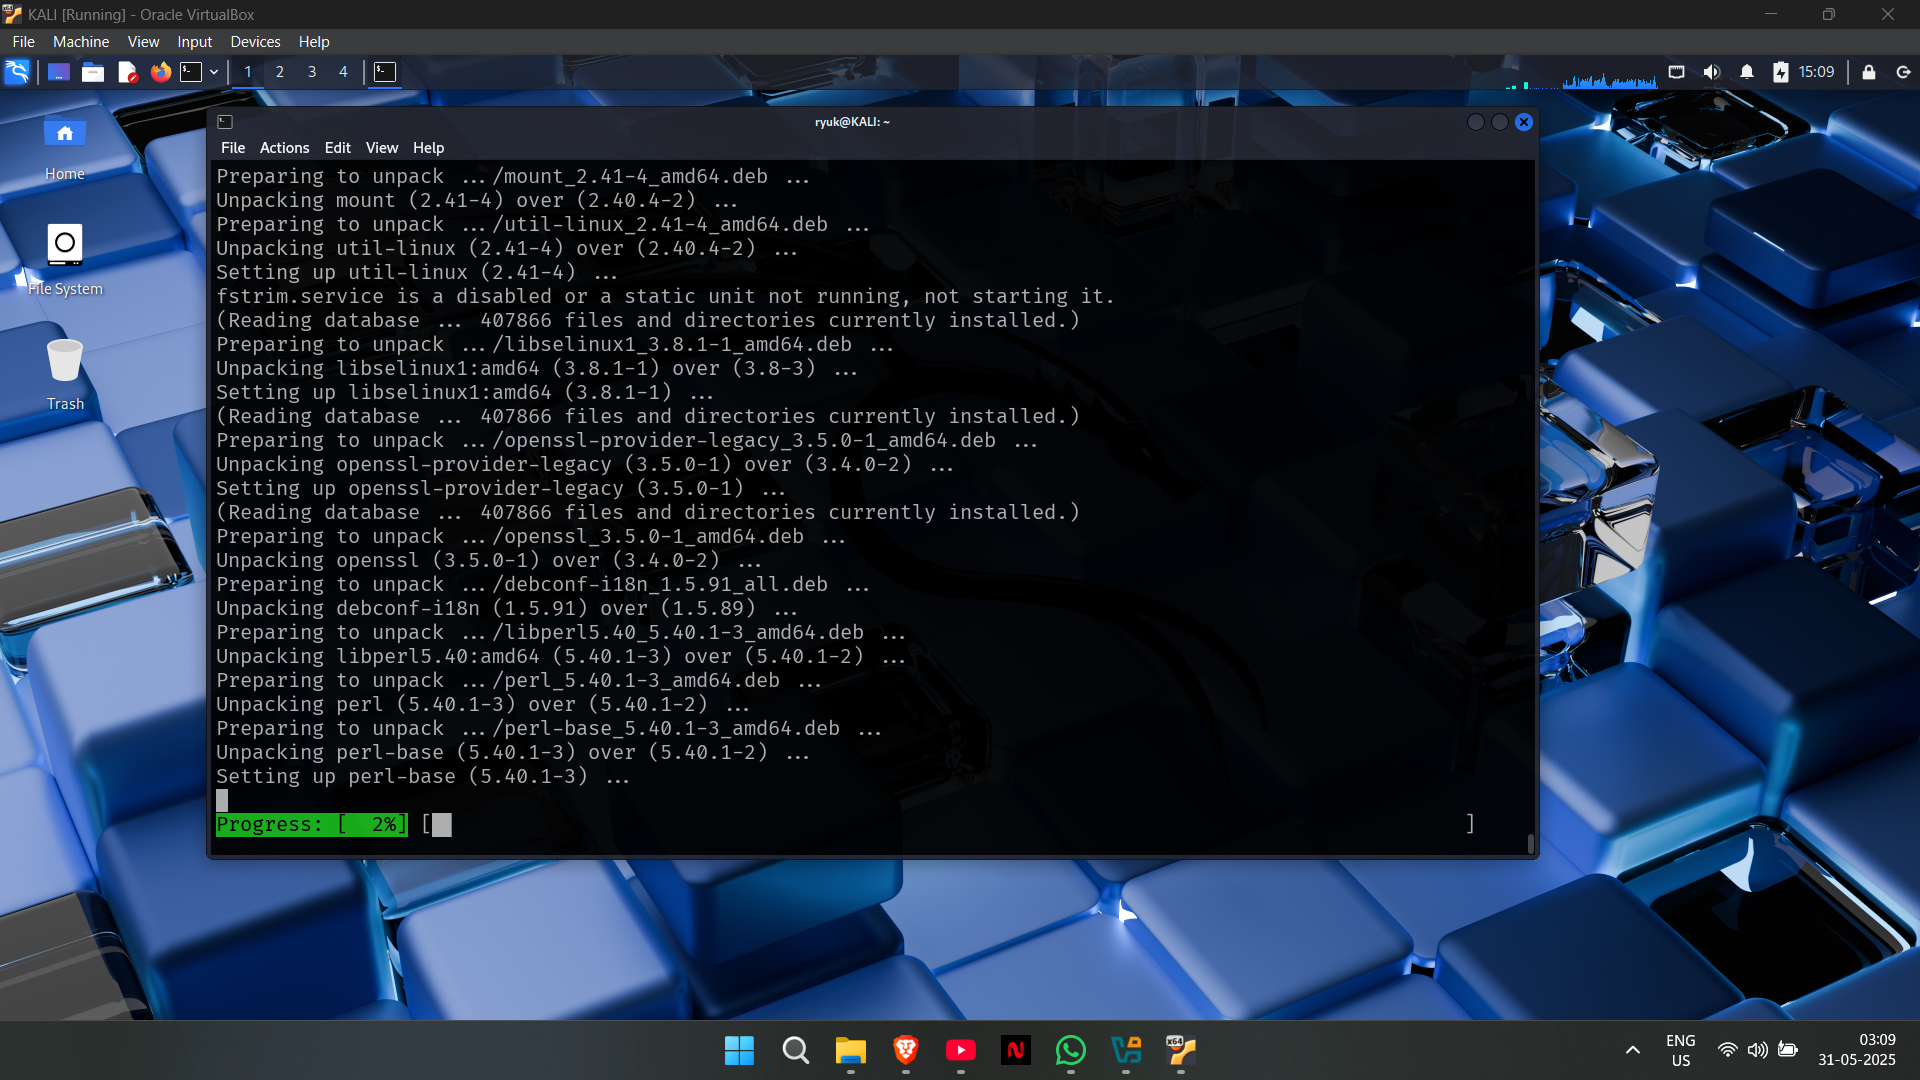 KALI [Running] - Oracle VirtualBox
File Machine View Input Devices Help
1 2 3 4
15:09
Home
File System
Trash
ryuk@KALI: ~
File Actions Edit View Help
Preparing to unpack .../mount_2.41-4_amd64.deb ...
Unpacking mount (2.41-4) over (2.40.4-2) ...
Preparing to unpack .../util-linux_2.41-4_amd64.deb ...
Unpacking util-linux (2.41-4) over (2.40.4-2) ...
Setting up util-linux (2.41-4) ...
fstrim.service is a disabled or a static unit not running, not starting it.
(Reading database ... 407866 files and directories currently installed.)
Preparing to unpack .../libselinux1_3.8.1-1_amd64.deb ...
Unpacking libselinux1:amd64 (3.8.1-1) over (3.8-3) ...
Setting up libselinux1:amd64 (3.8.1-1) ...
(Reading database ... 407866 files and directories currently installed.)
Preparing to unpack .../openssl-provider-legacy_3.5.0-1_amd64.deb ...
Unpacking openssl-provider-legacy (3.5.0-1) over (3.4.0-2) ...
Setting up openssl-provider-legacy (3.5.0-1) ...
(Reading database ... 407866 files and directories currently installed.)
Preparing to unpack .../openssl_3.5.0-1_amd64.deb ...
Unpacking openssl (3.5.0-1) over (3.4.0-2) ...
Preparing to unpack .../debconf-i18n_1.5.91_all.deb ...
Unpacking debconf-i18n (1.5.91) over (1.5.89) ...
Preparing to unpack .../libperl5.40_5.40.1-3_amd64.deb ...
Unpacking libperl5.40:amd64 (5.40.1-3) over (5.40.1-2) ...
Preparing to unpack .../perl_5.40.1-3_amd64.deb ...
Unpacking perl (5.40.1-3) over (5.40.1-2) ...
Preparing to unpack .../perl-base_5.40.1-3_amd64.deb ...
Unpacking perl-base (5.40.1-3) over (5.40.1-2) ...
Setting up perl-base (5.40.1-3) ...
Progress: [  2%] [ ]
N
x64
ENG
US
03:09
31-05-2025